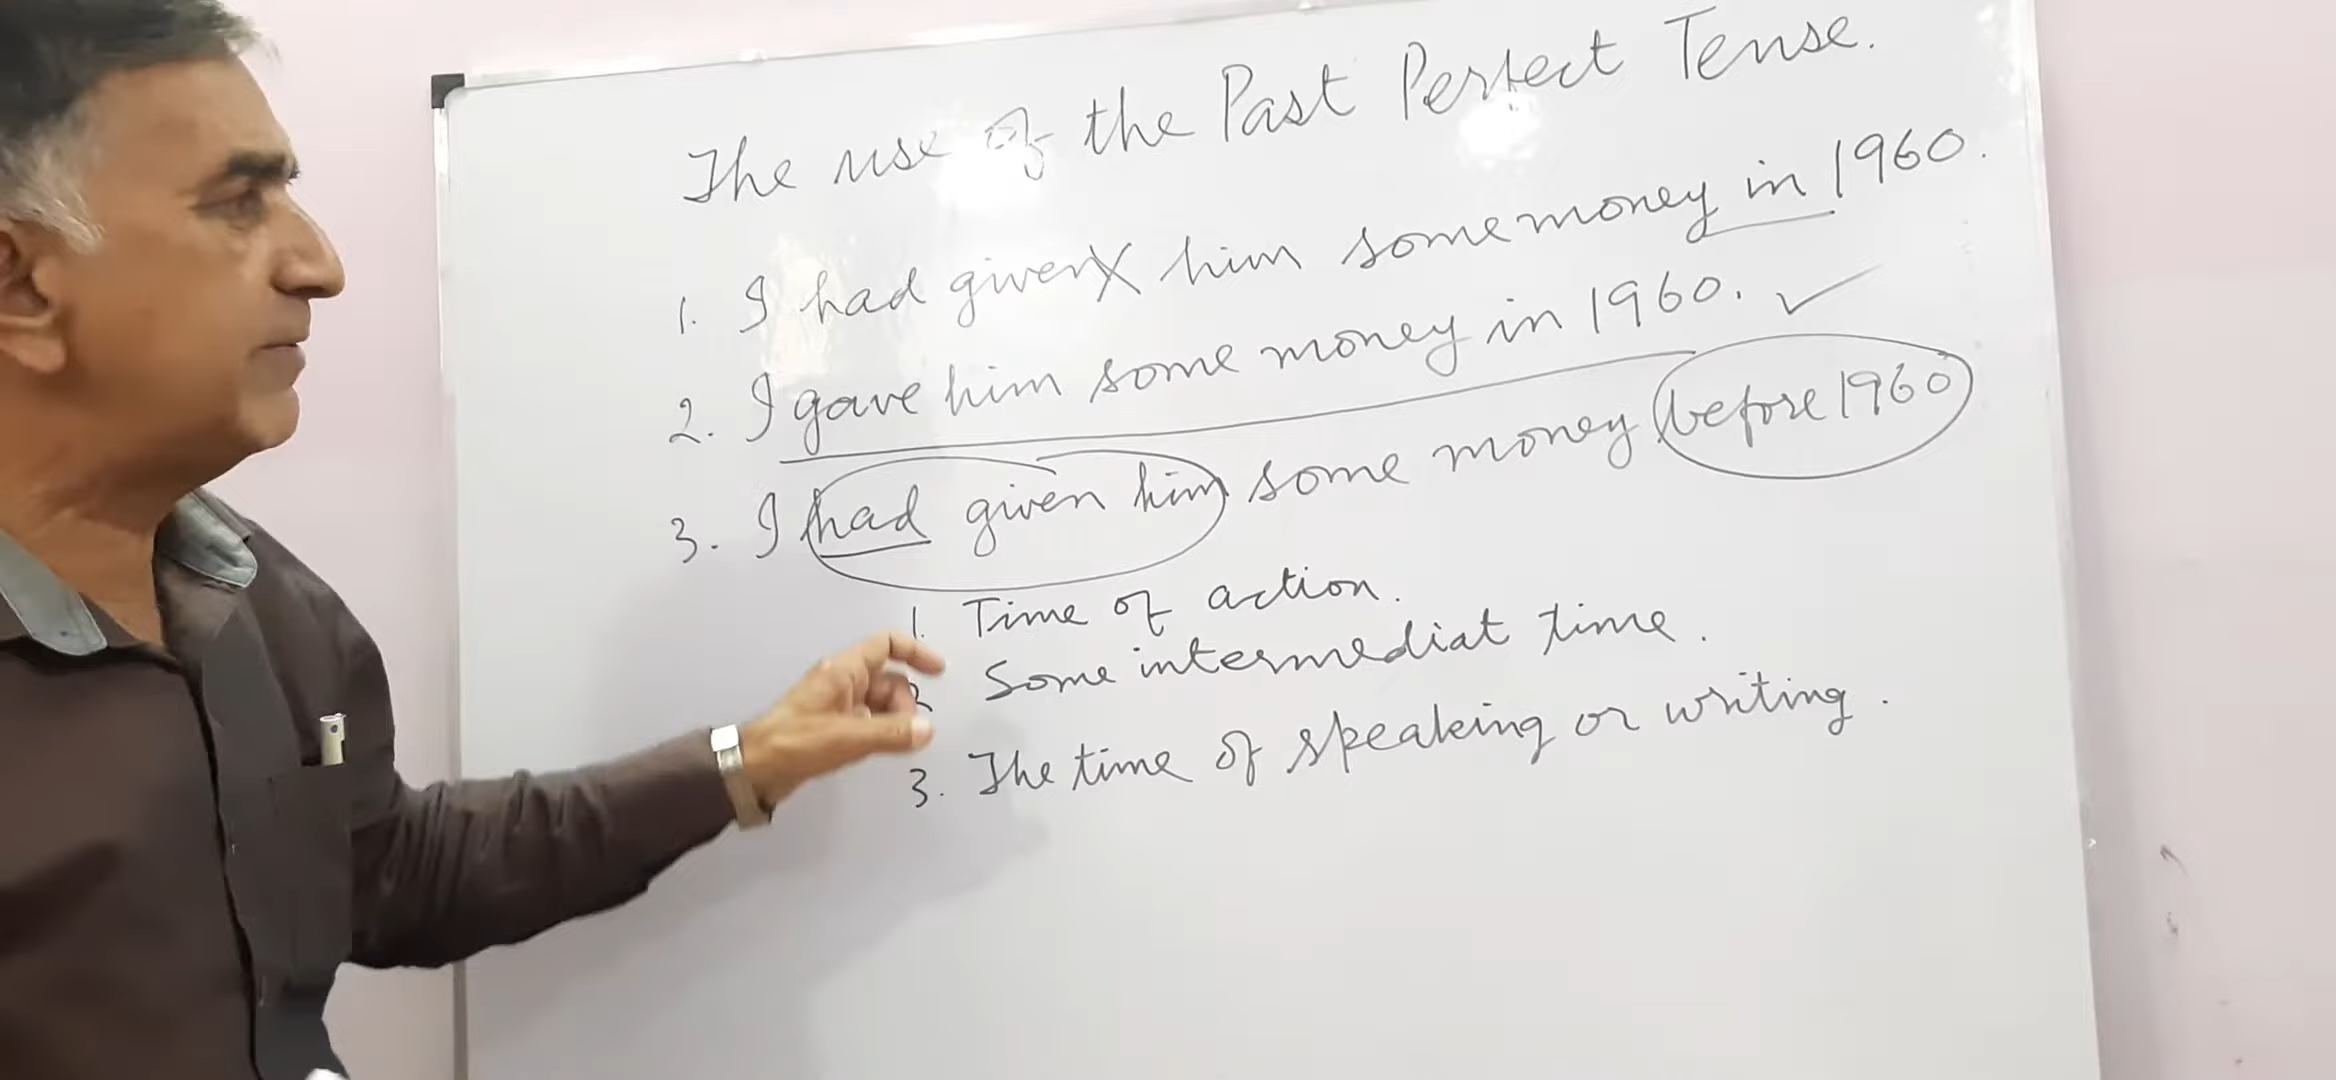 The use of the Past Perfect Tense.
1. I had given X him some money in 1960.
2. I gave him some money in 1960. ✓
3. I had given him some money before 1960
1. Time of action.
2 Some intermediat time.
3. The time of speaking or writing.